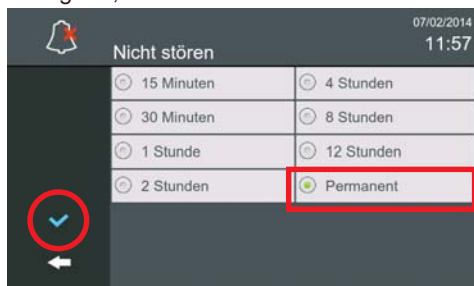 07/02/2014
11:57
Nicht stören
15 Minuten
4 Stunden
30 Minuten
8 Stunden
1 Stunde
12 Stunden
2 Stunden
Permanent